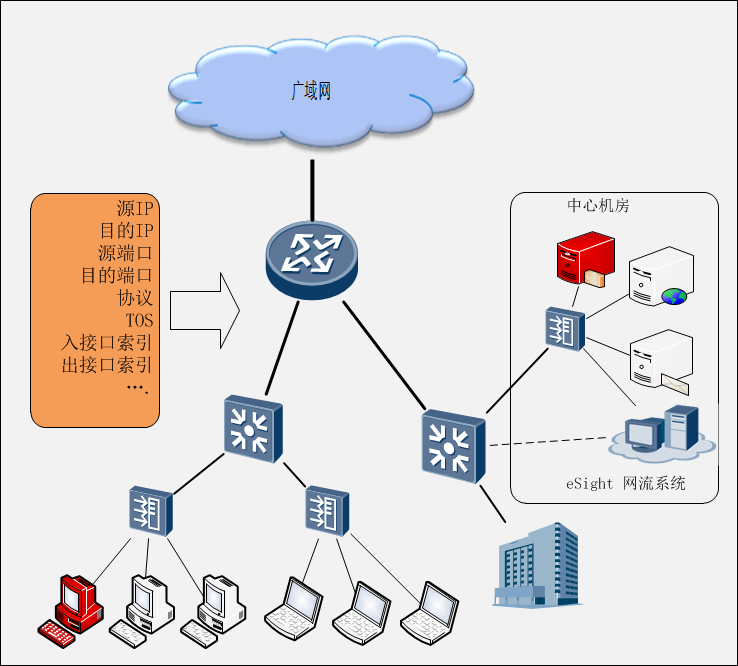 广域网
源IP
目的IP
源端口
目的端口
协议
TOS
入接口索引
出接口索引
….
中心机房
eSight 网流系统